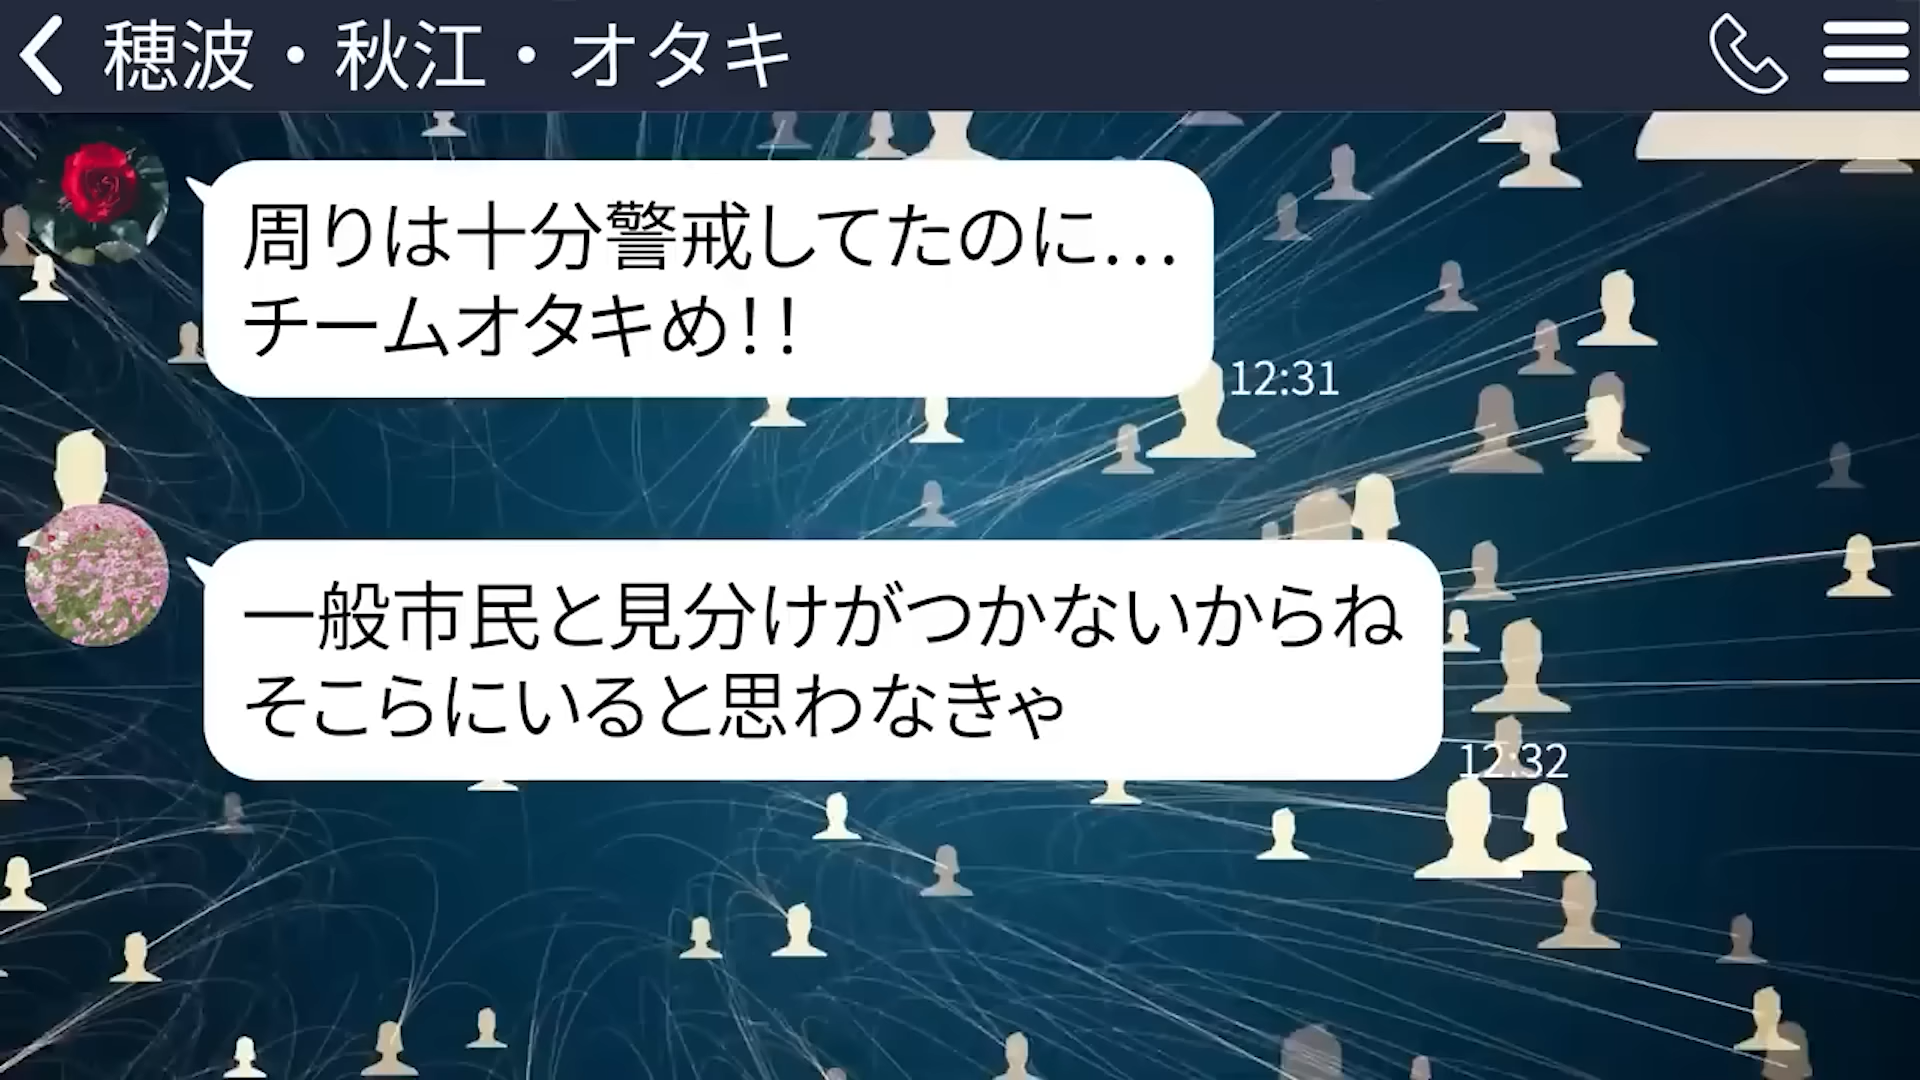 穂波・秋江・オタキ
周りは十分警戒してたのに…
チームオタキめ！！
12:31
一般市民と見分けがつかないからね
そこらにいると思わなきゃ
12:32